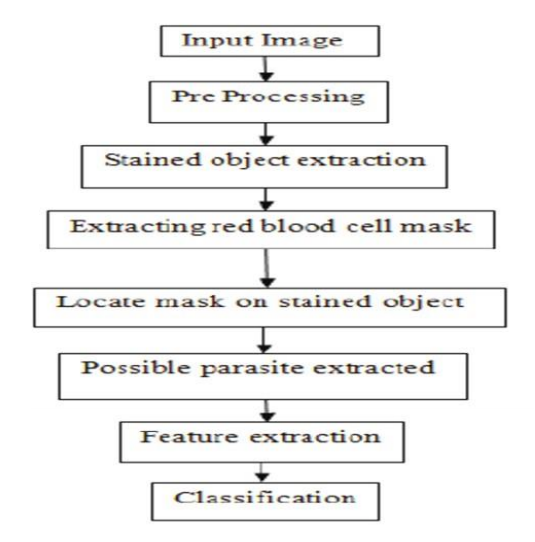 Input Image
Pre Processing
Stained object extraction
Extracting red blood cell mask
Locate mask on stained object
Possible parasite extracted
Feature extraction
Classification